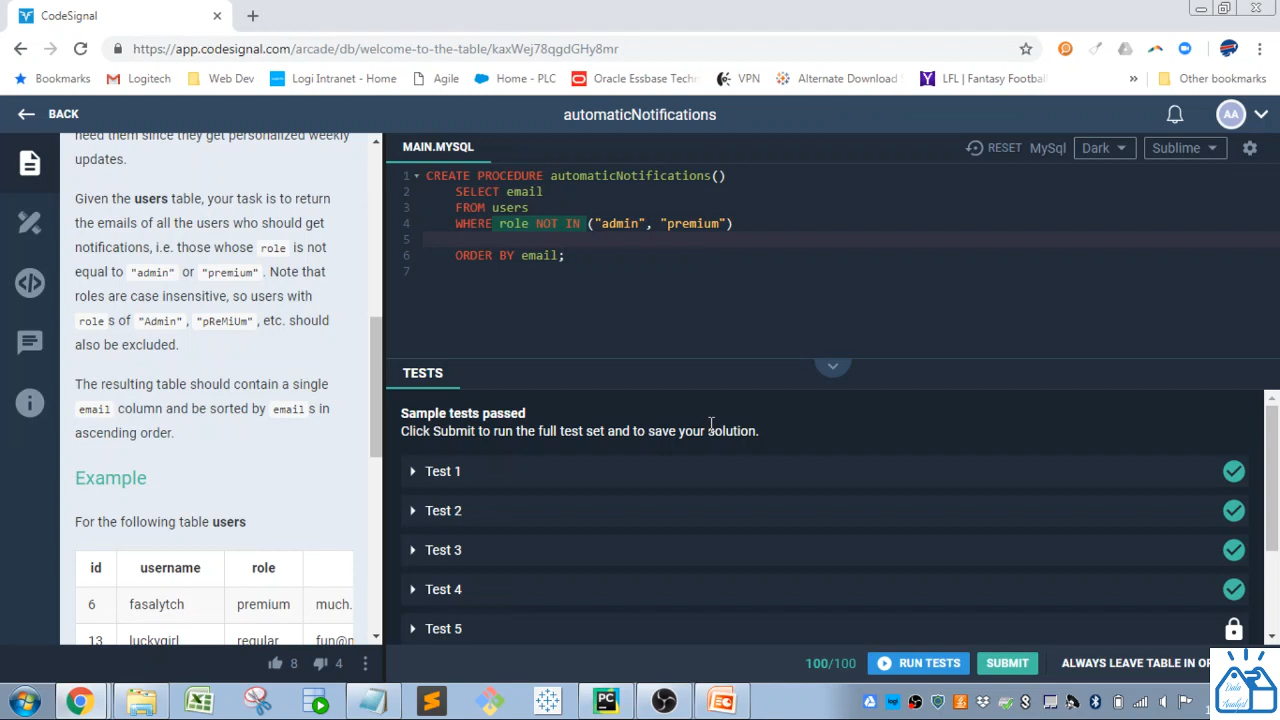 CodeSignal
https://app.codesignal.com/arcade/db/welcome-to-the-table/kaxWej78qgdGHy8mr
Bookmarks Logitech Web Dev Logi Intranet - Home Agile Home - PLC Oracle Essbase Techn VPN Alternate Download LFL | Fantasy Football » Other bookmarks
BACK
automaticNotifications
AA
need them since they get personalized weekly
updates.
Given the users table, your task is to return
the emails of all the users who should get
notifications, i.e. those whose role is not
equal to "admin" or "premium". Note that
roles are case insensitive, so users with
role s of "Admin", "pReMiUm", etc. should
also be excluded.
The resulting table should contain a single
email column and be sorted by email s in
ascending order.
Example
For the following table users
id username role
6 fasalytch premium much.
13 luckygirl regular fun@m
8 4
MAIN.MYSQL
RESET MySql Dark Sublime
1 CREATE PROCEDURE automaticNotifications()
2 SELECT email
3 FROM users
4 WHERE role NOT IN ("admin", "premium")
5
6 ORDER BY email;
7
TESTS
Sample tests passed
Click Submit to run the full test set and to save your solution.
Test 1
Test 2
Test 3
Test 4
Test 5
100/100 RUN TESTS SUBMIT ALWAYS LEAVE TABLE IN OR
PC
Data
Analyst